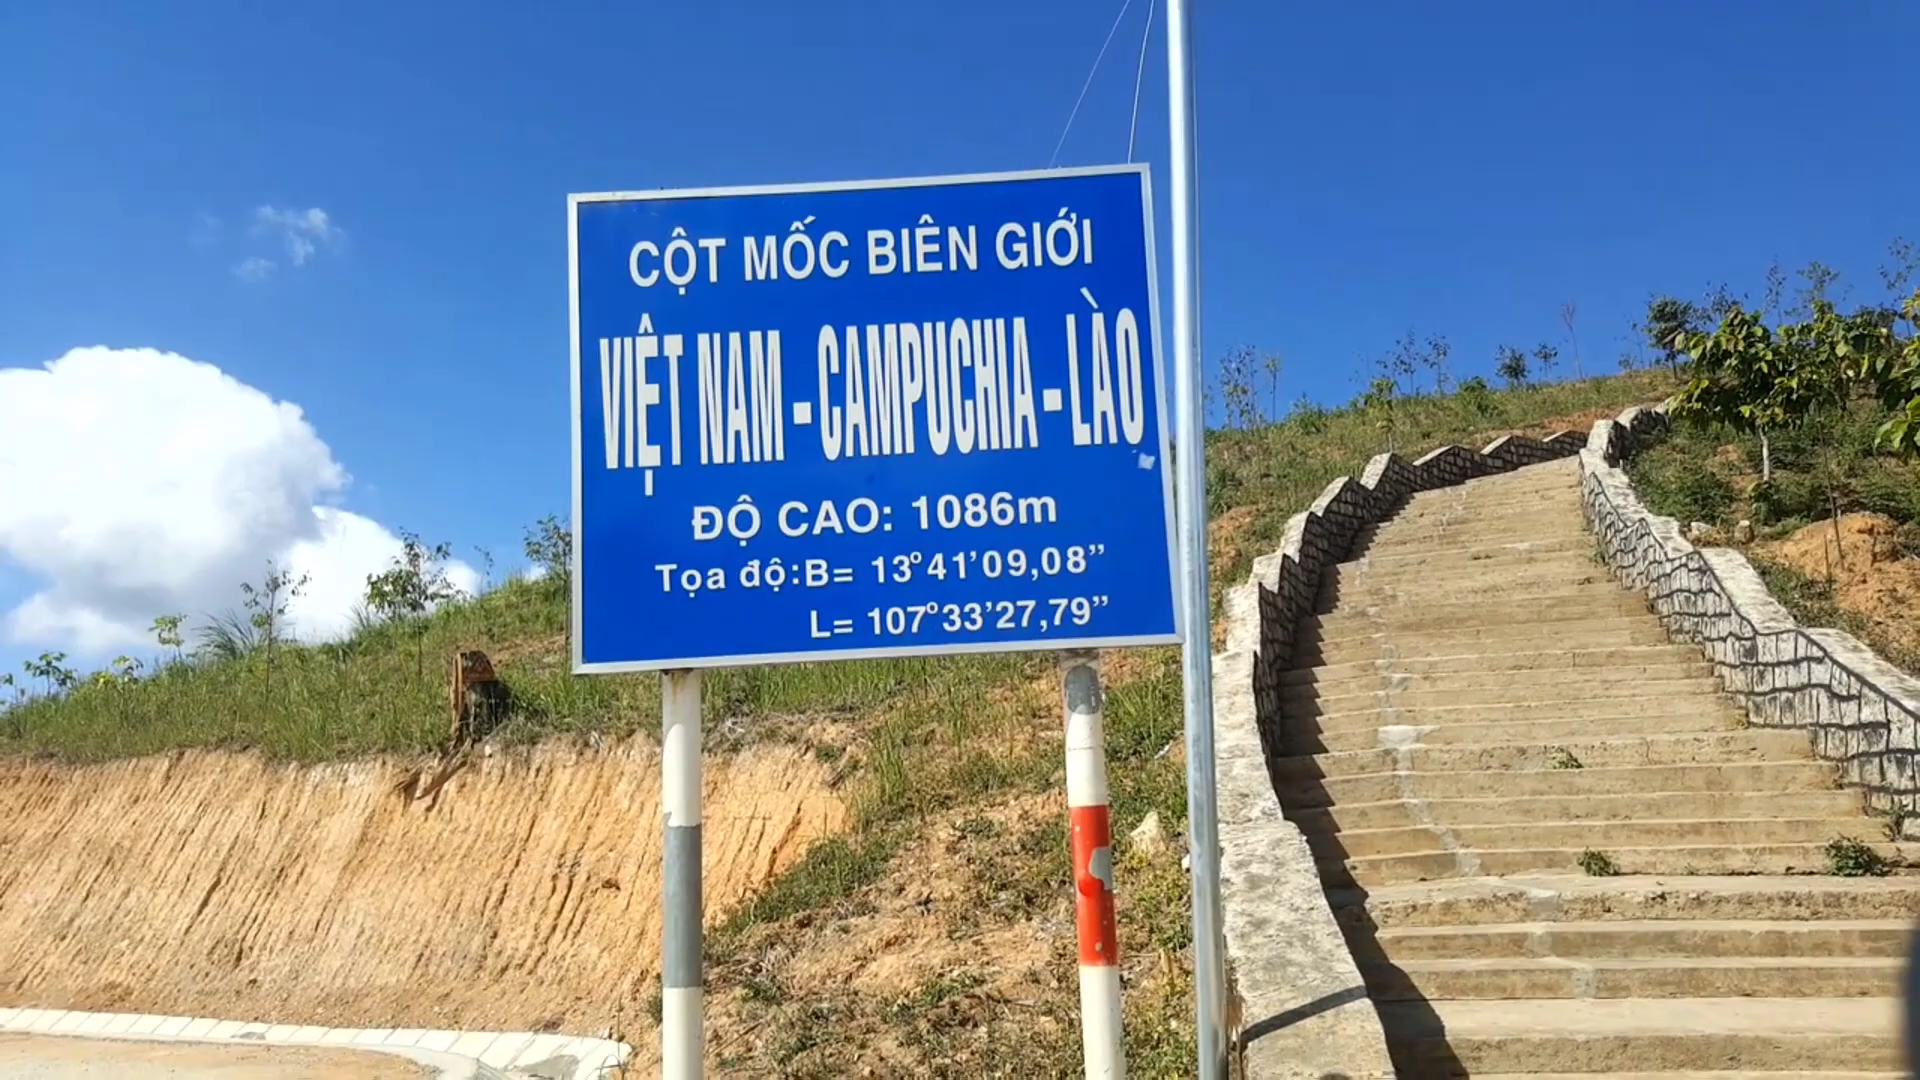 CỘT MỐC BIÊN GIỚI
VIỆT NAM - CAMPUCHIA - LÀO
ĐỘ CAO: 1086m
Tọa độ: B= 13°41'09,08”
L= 107°33'27,79”